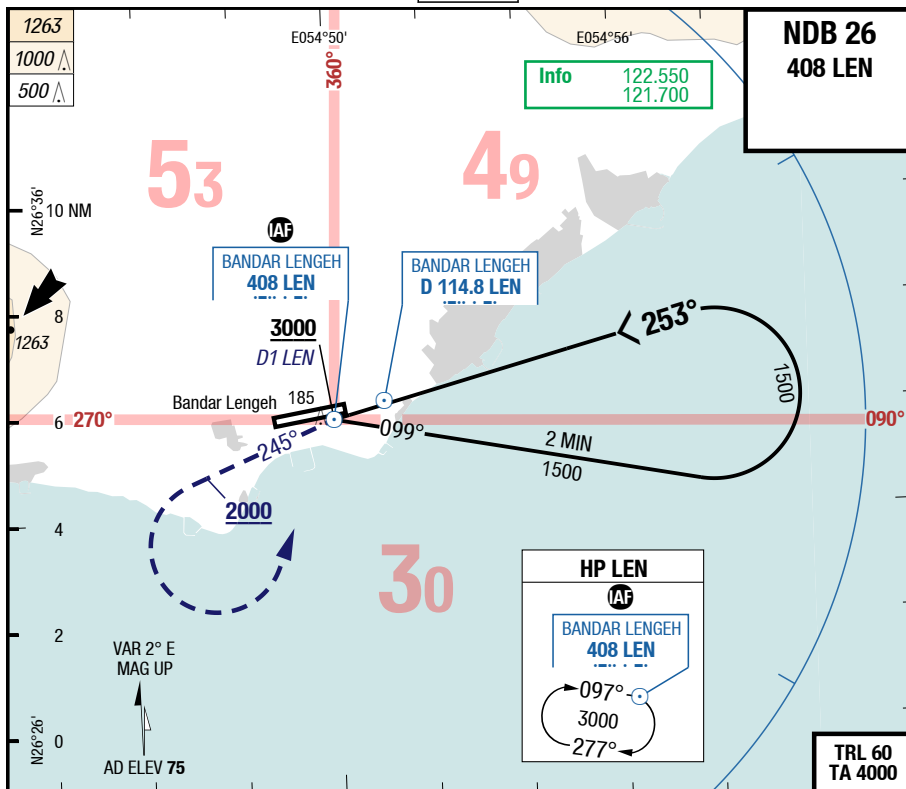 1263
1000
500
E054°50'
E054°56'
NDB 26
408 LEN
Info 122.550
121.700
360°
53
49
N26°36'
10 NM
IAF
BANDAR LENGEH
408 LEN
BANDAR LENGEH
D 114.8 LEN
8
1263
3000
D1 LEN
253°
1500
Bandar Lengeh 185
6
270°
090°
099°
2 MIN
1500
245°
2000
4
30
HP LEN
IAF
BANDAR LENGEH
408 LEN
097°
3000
277°
2
VAR 2° E
MAG UP
N26°26'
0
AD ELEV 75
TRL 60
TA 4000